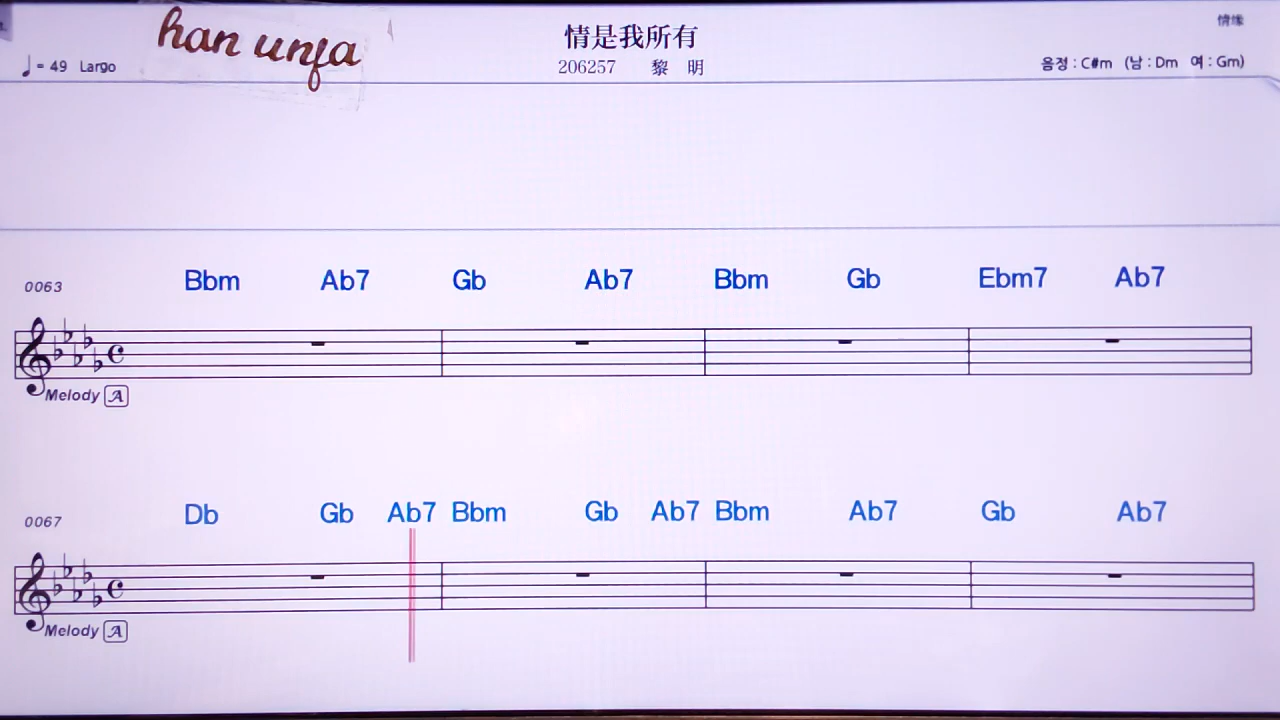 han unfa
情是我所有
情缘
♩ = 49 Largo
206257 黎 明
음정 : C#m (남 : Dm 여 : Gm)
0063
Bbm Ab7 Gb Ab7 Bbm Gb Ebm7 Ab7
Melody A
0067
Db Gb Ab7 Bbm Gb Ab7 Bbm Ab7 Gb Ab7
Melody A